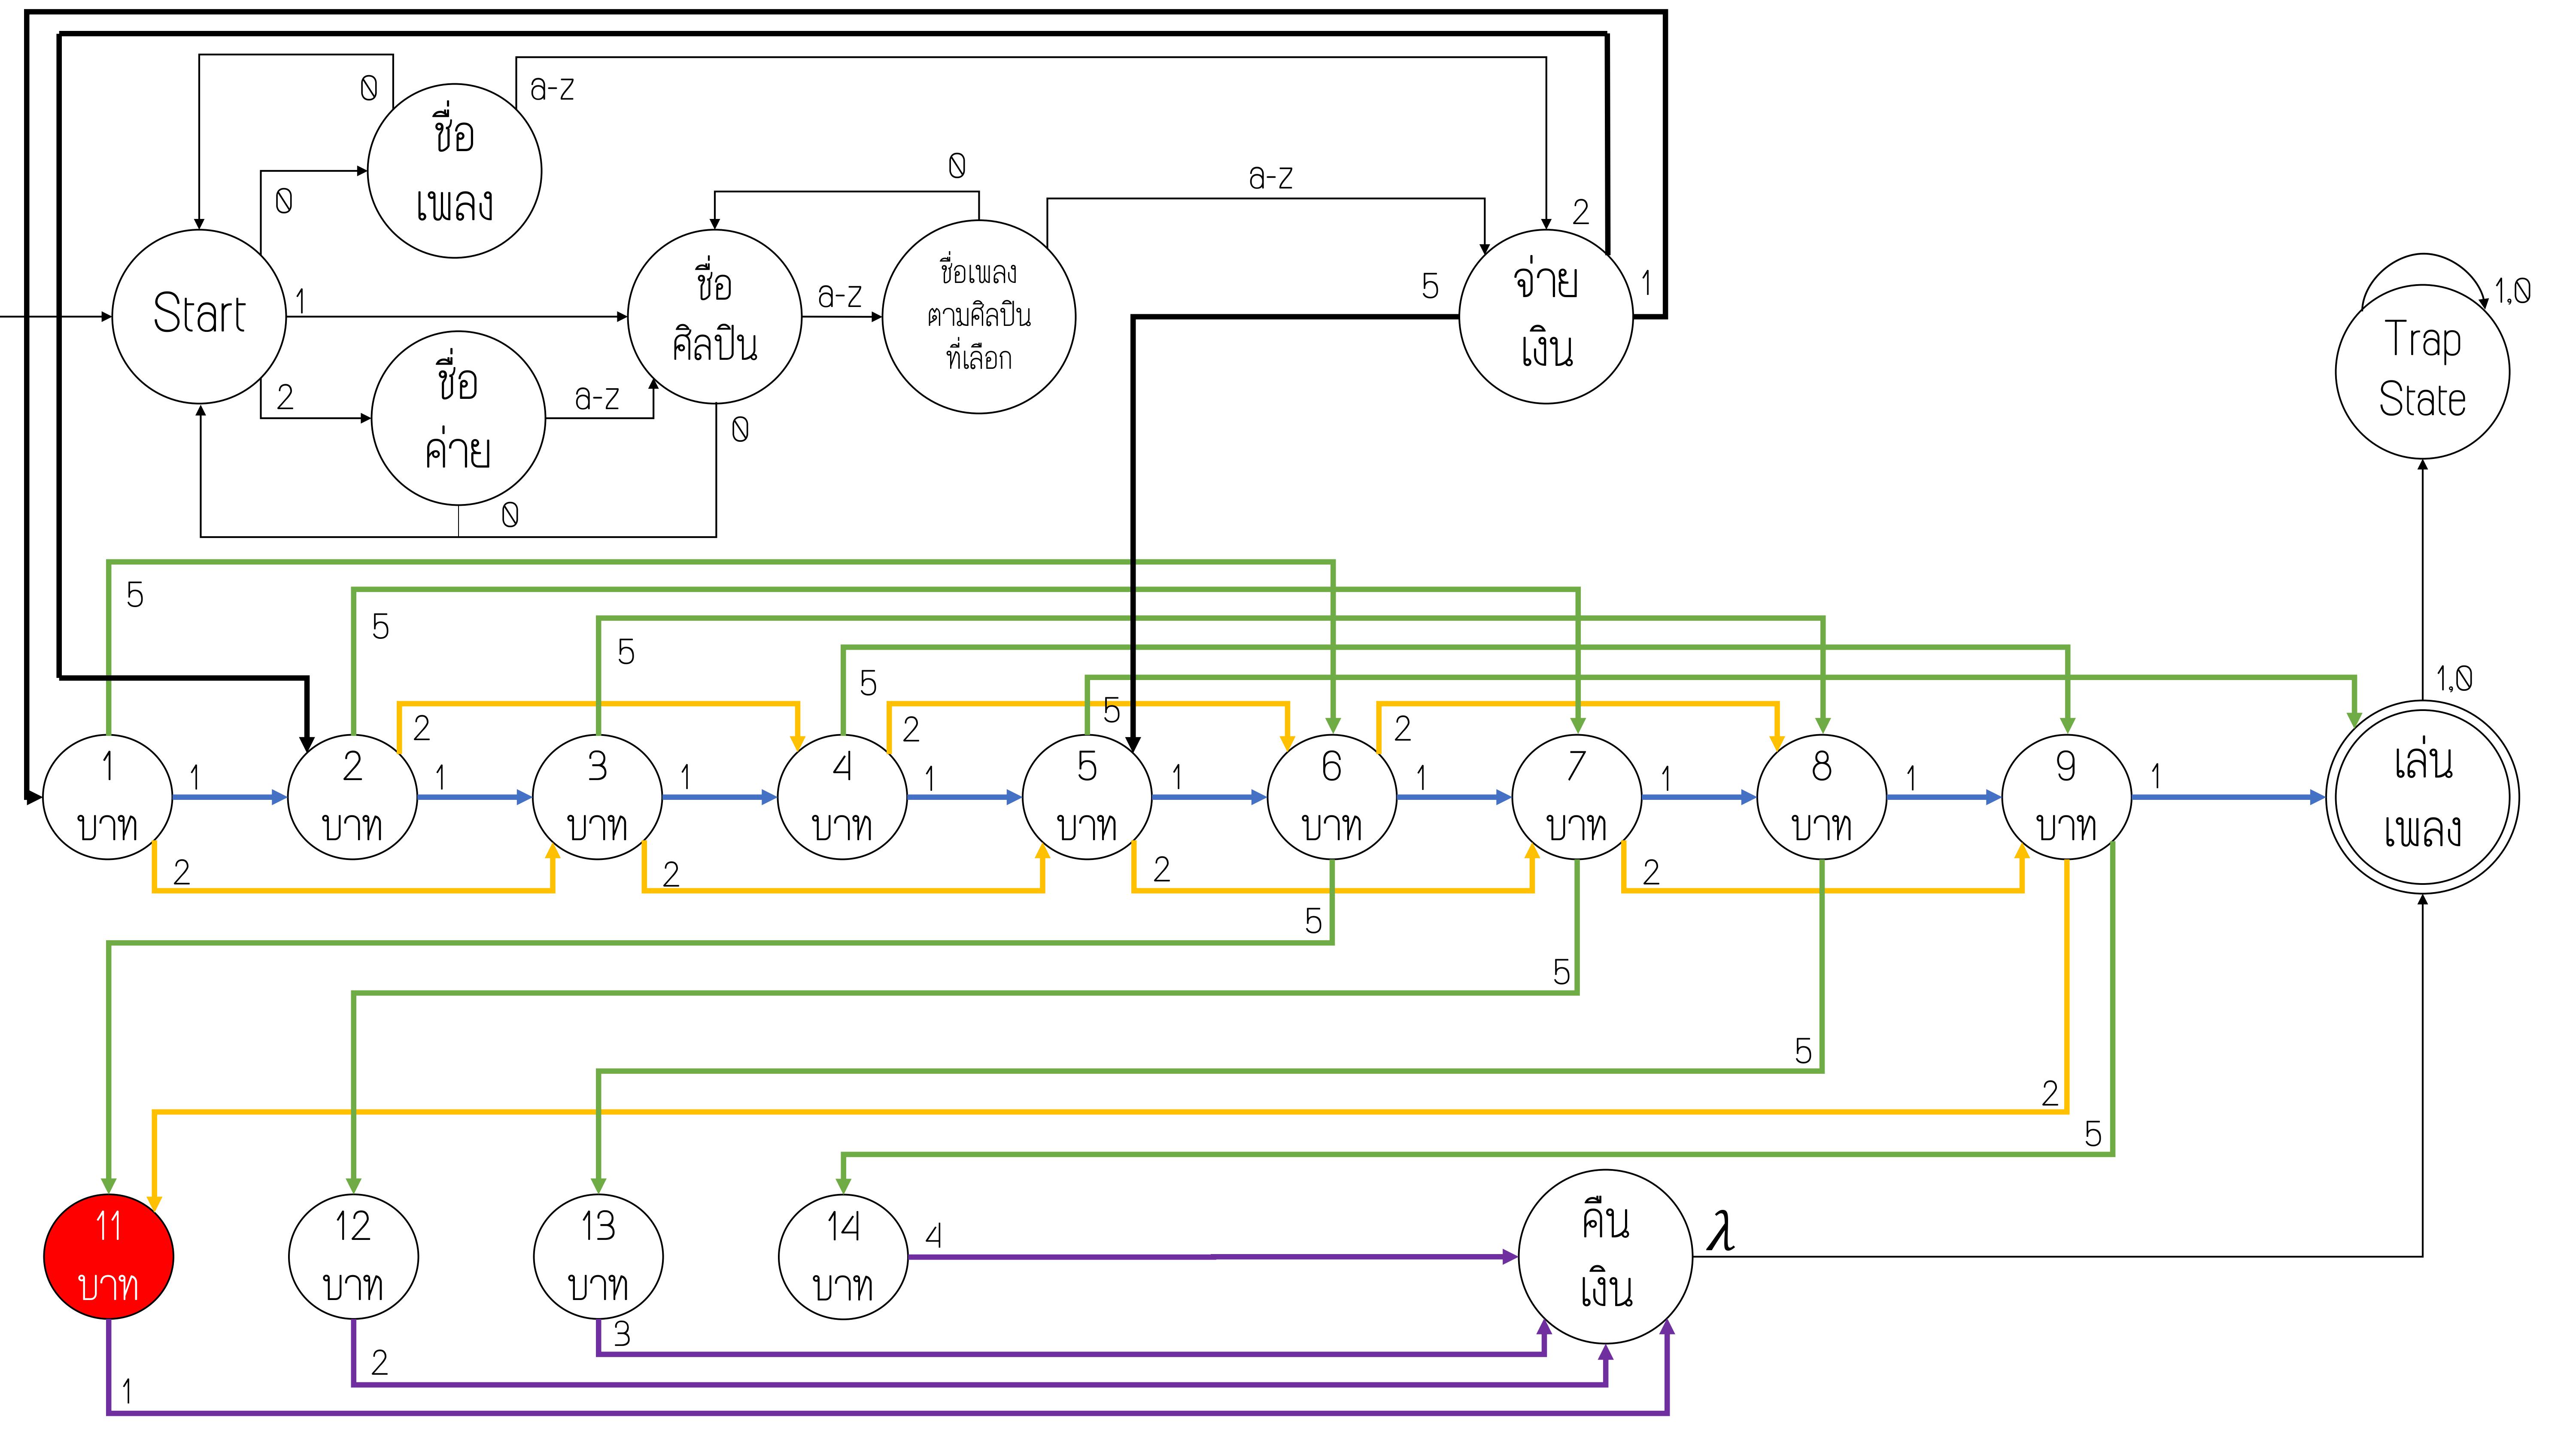 0
a-z
ชื่อ
เพลง
0
0
a-z
2
Start
1
ชื่อ
ศิลปิน
a-z
ชื่อเพลง
ตามศิลปิน
ที่เลือก
5
จ่าย
เงิน
1
2
ชื่อ
ค่าย
a-z
0
0
1,0
Trap
State
5
5
5
5
5
1,0
2
2
2
1
บาท
1
2
บาท
1
3
บาท
1
4
บาท
1
5
บาท
1
6
บาท
1
7
บาท
1
8
บาท
1
9
บาท
1
เล่น
เพลง
2
2
2
2
5
5
5
2
5
11
บาท
12
บาท
13
บาท
14
บาท
4
คืน
เงิน
λ
3
2
1